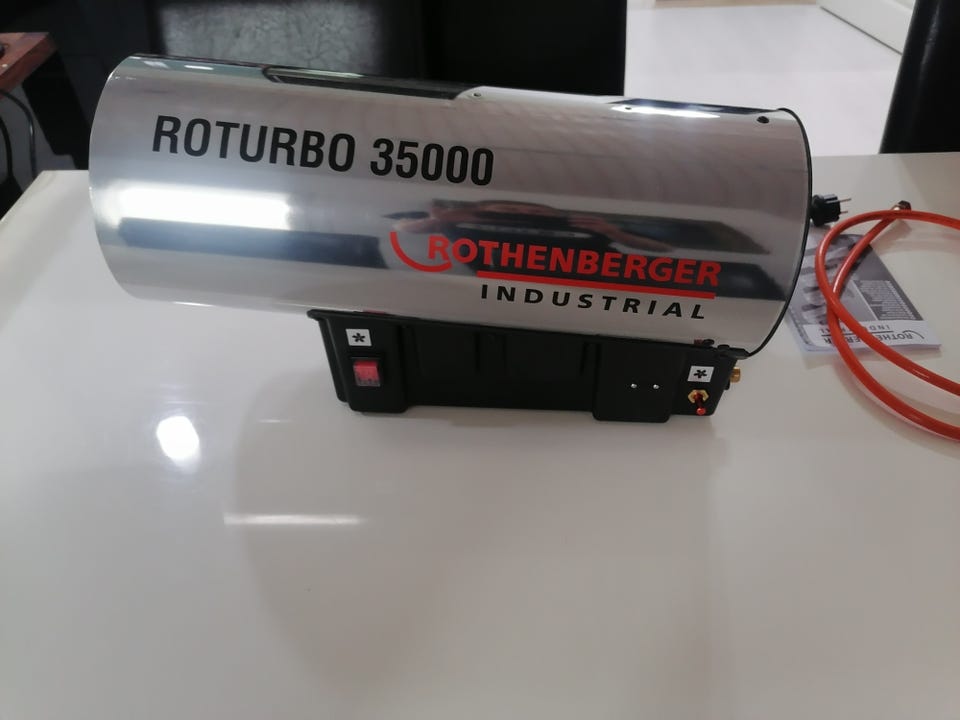 ROTURBO 35000
ROTHENBERGER
INDUSTRIAL